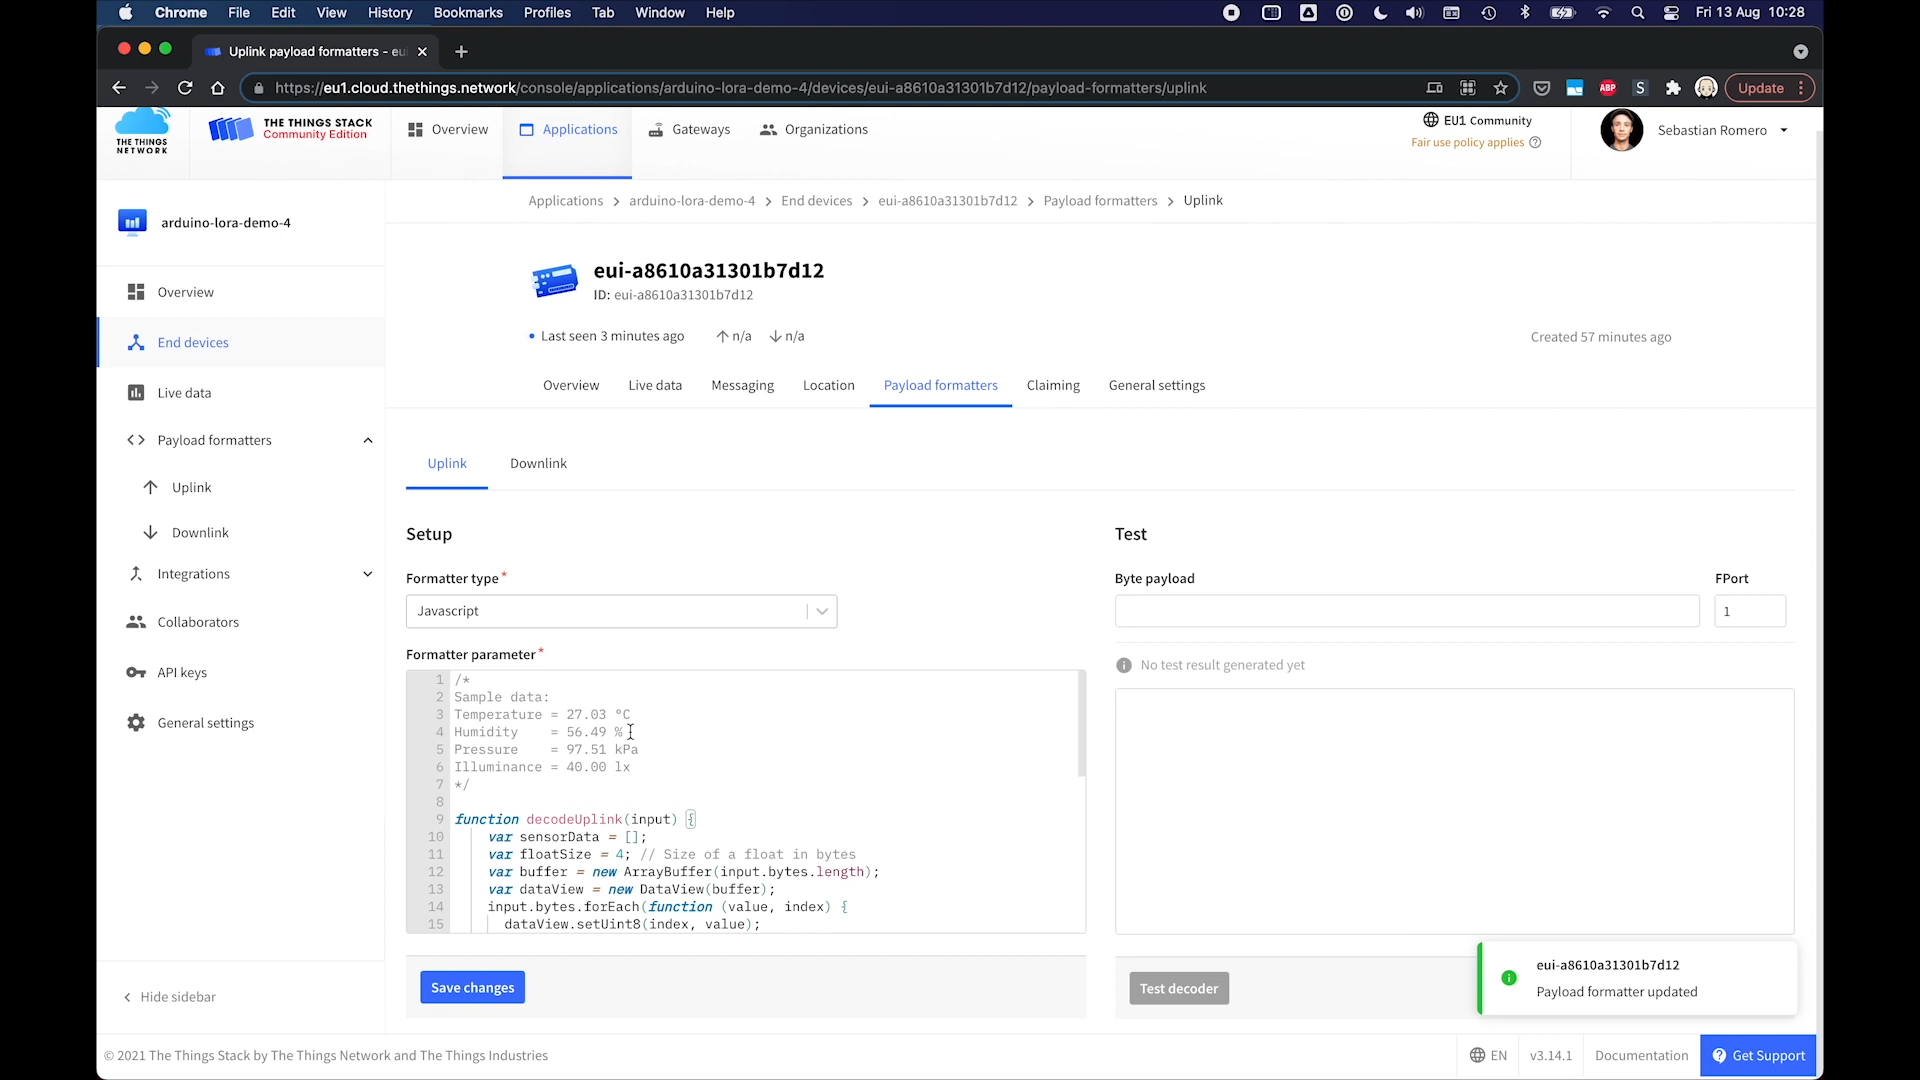 Chrome File Edit View History Bookmarks Profiles Tab Window Help Fri 13 Aug 10:28
Uplink payload formatters - eu
https://eu1.cloud.thethings.network/console/applications/arduino-lora-demo-4/devices/eui-a8610a31301b7d12/payload-formatters/uplink ABP S Update
THE THINGS NETWORK
THE THINGS STACK
Community Edition
Overview Applications Gateways Organizations
EU1 Community
Fair use policy applies
Sebastian Romero
Applications > arduino-lora-demo-4 > End devices > eui-a8610a31301b7d12 > Payload formatters > Uplink
arduino-lora-demo-4
Overview
End devices
Live data
Payload formatters
Uplink
Downlink
Integrations
Collaborators
API keys
General settings
Hide sidebar
eui-a8610a31301b7d12
ID: eui-a8610a31301b7d12
Last seen 3 minutes ago ↑ n/a ↓ n/a
Created 57 minutes ago
Overview Live data Messaging Location Payload formatters Claiming General settings
Uplink Downlink
Setup
Formatter type *
Javascript
Formatter parameter *
1 /*
2 Sample data:
3 Temperature = 27.03 °C
4 Humidity = 56.49 %
5 Pressure = 97.51 kPa
6 Illuminance = 40.00 lx
7 */
8
9 function decodeUplink(input) {
10 var sensorData = [];
11 var floatSize = 4; // Size of a float in bytes
12 var buffer = new ArrayBuffer(input.bytes.length);
13 var dataView = new DataView(buffer);
14 input.bytes.forEach(function (value, index) {
15 dataView.setUint8(index, value);
Save changes
Test
Byte payload FPort
1
No test result generated yet
Test decoder
eui-a8610a31301b7d12
Payload formatter updated
© 2021 The Things Stack by The Things Network and The Things Industries
EN v3.14.1 Documentation Get Support